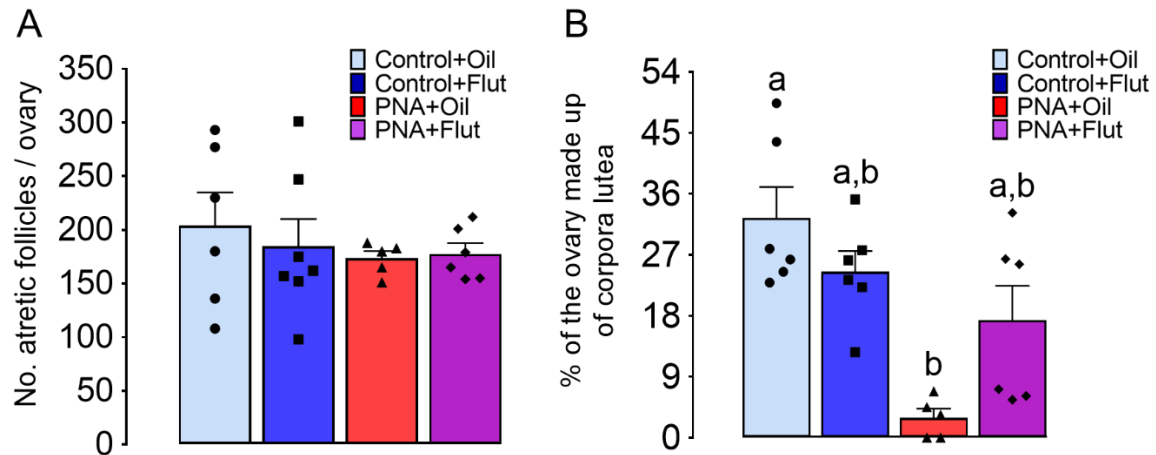 A
No. atretic follicles / ovary
350
300
250
200
150
100
50
0
Control+Oil
Control+Flut
PNA+Oil
PNA+Flut
B
% of the ovary made up
of corpora lutea
54
45
36
27
18
9
0
a
a,b
b
a,b
Control+Oil
Control+Flut
PNA+Oil
PNA+Flut